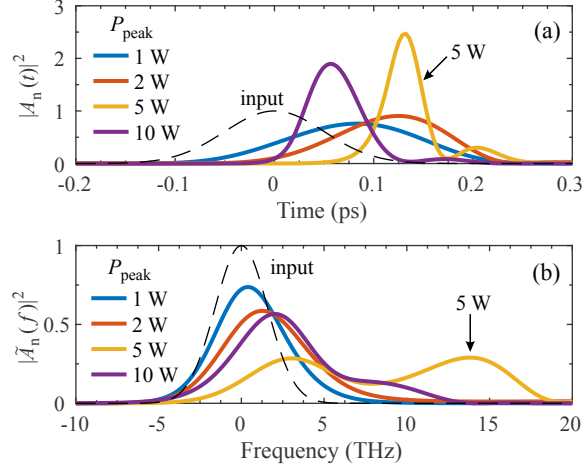 3
2
1
0
|Aₙ(t)|²
P_peak
1 W
2 W
5 W
10 W
input
(a)
5 W
-0.2 -0.1 0 0.1 0.2 0.3
Time (ps)
1
0.5
0
|Ãₙ(f)|²
P_peak
1 W
2 W
5 W
10 W
input
(b)
5 W
-10 -5 0 5 10 15 20
Frequency (THz)